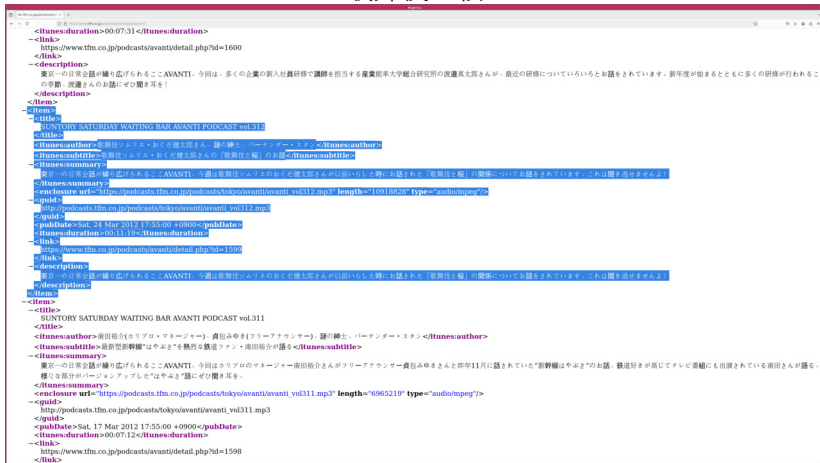 <itunes:duration>00:07:31</itunes:duration>
−<link>
https://www.tfm.co.jp/podcasts/avanti/detail.php?id=1600
</link>
−<description>
東京一の日常会話が繰り広げられるここAVANTI。今回は、多くの企業の新入社員研修で講師を担当する産業能率大学総合研究所の渡邊真太郎さんが、最近の研修についていろいろとお話をされています。新年度が始まるとともに多くの研修が行われるこ
の季節。渡邊さんのお話にぜひ聞き耳を！
</description>
</item>
−<item>
−<title>
SUNTORY SATURDAY WAITING BAR AVANTI PODCAST vol.312
</title>
<itunes:author>歌舞伎ソムリエ・おくだ健太郎さん、謎の紳士、バーテンダー・スタン</itunes:author>
<itunes:subtitle>歌舞伎ソムリエ・おくだ健太郎さんの「歌舞伎と桜」のお話</itunes:subtitle>
−<itunes:summary>
東京一の日常会話が繰り広げられるここAVANTI。今週は歌舞伎ソムリエのおくだ健太郎さんが以前いらした時にお話された「歌舞伎と桜」の関係についてお話をされています。これは聞き逃せませんよ！
</itunes:summary>
<enclosure url="https://podcasts.tfm.co.jp/podcasts/tokyo/avanti/avanti_vol312.mp3" length="10918828" type="audio/mpeg"/>
−<guid>
http://podcasts.tfm.co.jp/podcasts/tokyo/avanti/avanti_vol312.mp3
</guid>
<pubDate>Sat, 24 Mar 2012 17:55:00 +0900</pubDate>
<itunes:duration>00:11:19</itunes:duration>
−<link>
https://www.tfm.co.jp/podcasts/avanti/detail.php?id=1599
</link>
−<description>
東京一の日常会話が繰り広げられるここAVANTI。今週は歌舞伎ソムリエのおくだ健太郎さんが以前いらした時にお話された「歌舞伎と桜」の関係についてお話をされています。これは聞き逃せませんよ！
</description>
</item>
−<item>
−<title>
SUNTORY SATURDAY WAITING BAR AVANTI PODCAST vol.311
</title>
<itunes:author>南田裕介(ホリプロ・マネージャー)、貞包みゆき(フリーアナウンサー)、謎の紳士、バーテンダー・スタン</itunes:author>
<itunes:subtitle>最新型新幹線"はやぶさ"を熱烈な鉄道ファン・南田裕介が語る</itunes:subtitle>
−<itunes:summary>
東京一の日常会話が繰り広げられるここAVANTI。今回はホリプロのマネージャー南田裕介さんがフリーアナウンサー貞包みゆきさんと昨年11月に話されていた"新幹線はやぶさ"のお話。鉄道好きが高じてテレビ番組にも出演されている南田さんが語る、
様々な部分がバージョンアップした"はやぶさ"話にぜひ聞き耳を。
</itunes:summary>
<enclosure url="https://podcasts.tfm.co.jp/podcasts/tokyo/avanti/avanti_vol311.mp3" length="6965219" type="audio/mpeg"/>
−<guid>
http://podcasts.tfm.co.jp/podcasts/tokyo/avanti/avanti_vol311.mp3
</guid>
<pubDate>Sat, 17 Mar 2012 17:55:00 +0900</pubDate>
<itunes:duration>00:07:12</itunes:duration>
−<link>
https://www.tfm.co.jp/podcasts/avanti/detail.php?id=1598
</link>